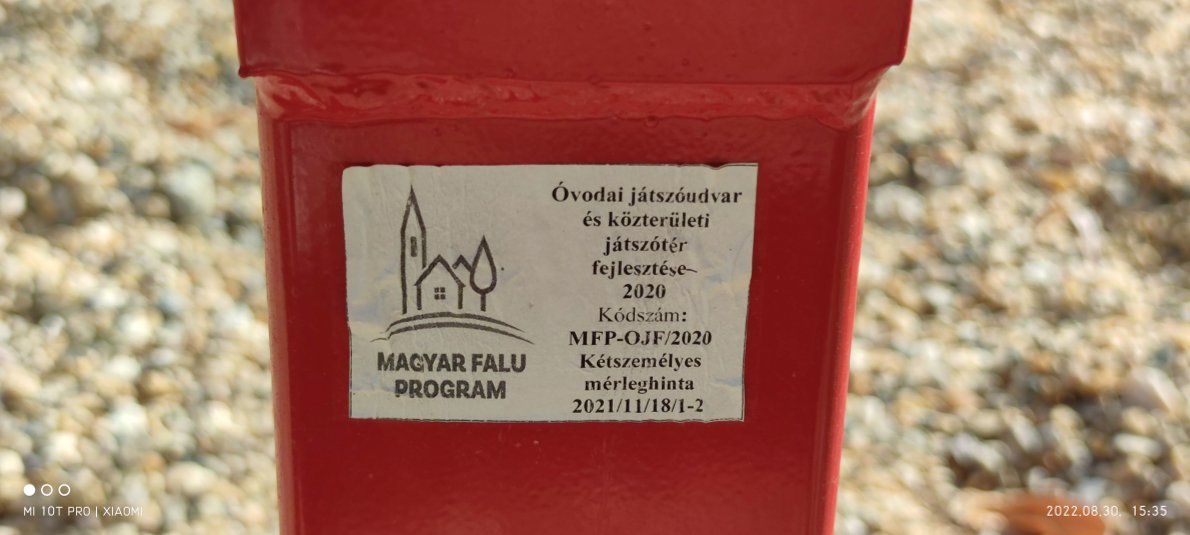 MAGYAR FALU
PROGRAM
Óvodai játszóudvar
és közterületi
játszótér
fejlesztése–
2020
Kódszám:
MFP-OJF/2020
Kétszemélyes
mérleghinta
2021/11/18/1-2
MI 10T PRO | XIAOMI
2022.08.30. 15:35